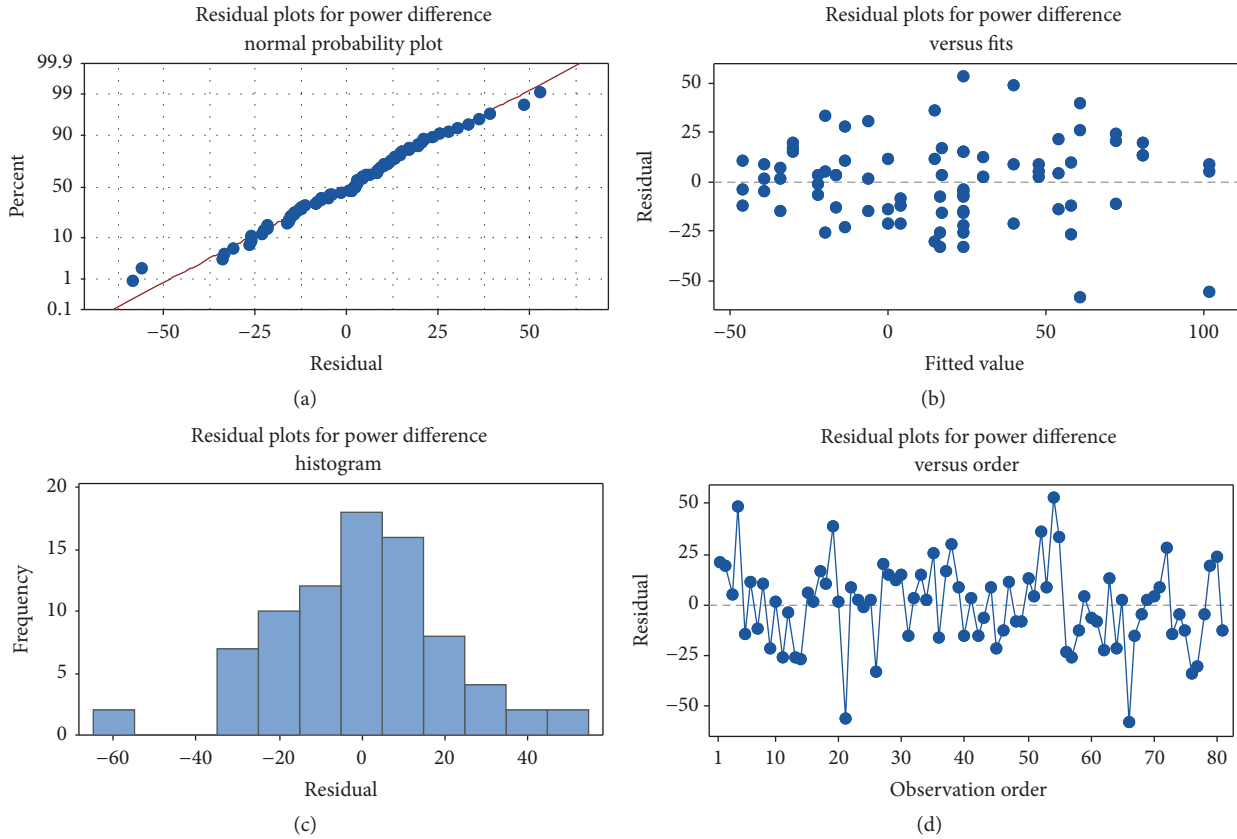 Residual plots for power difference
normal probability plot
99.9
99
90
50
10
1
0.1
Percent
−50
−25
0
25
50
Residual
(a)
Residual plots for power difference
versus fits
50
25
0
−25
−50
Residual
−50
0
50
100
Fitted value
(b)
Residual plots for power difference
histogram
20
15
10
5
0
Frequency
−60
−40
−20
0
20
40
Residual
(c)
Residual plots for power difference
versus order
50
25
0
−25
−50
Residual
1
10
20
30
40
50
60
70
80
Observation order
(d)